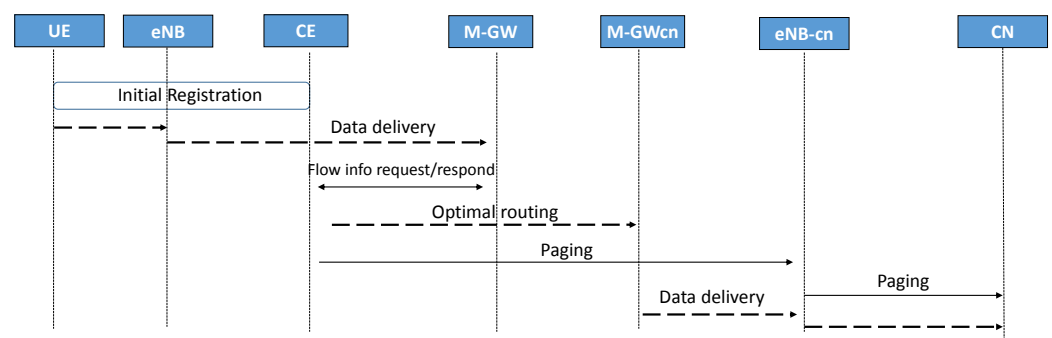 UE eNB CE M-GW M-GWcn eNB-cn CN
Initial Registration
Data delivery
Flow info request/respond
Optimal routing
Paging
Paging
Data delivery